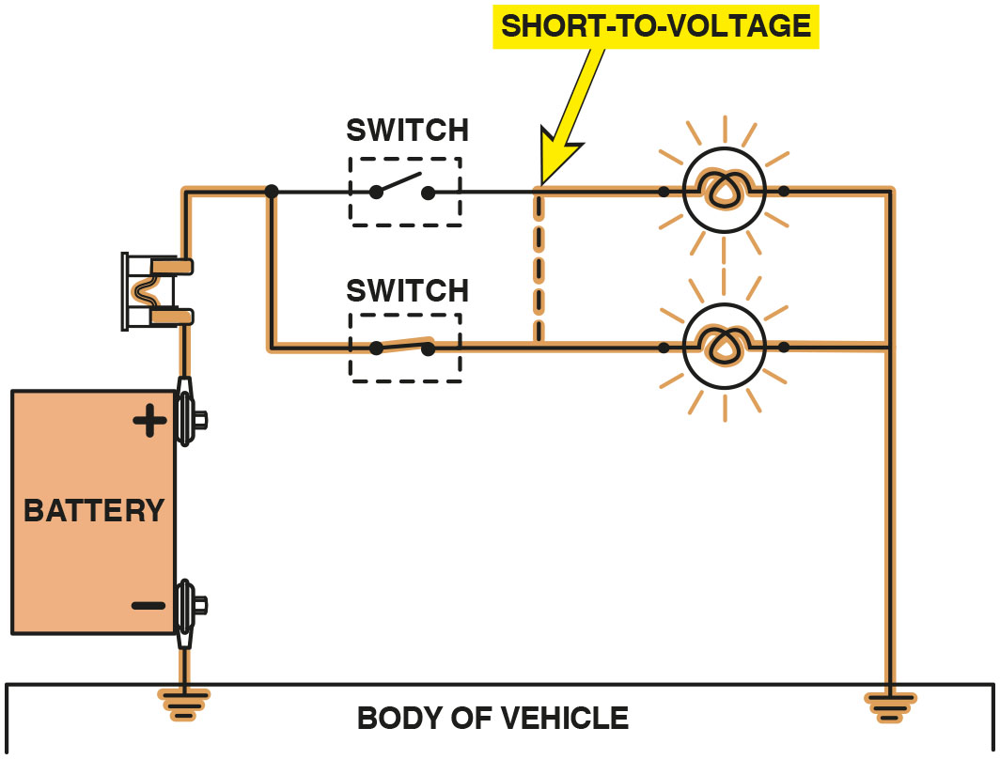 SHORT-TO-VOLTAGE
SWITCH
SWITCH
+
BATTERY
–
BODY OF VEHICLE